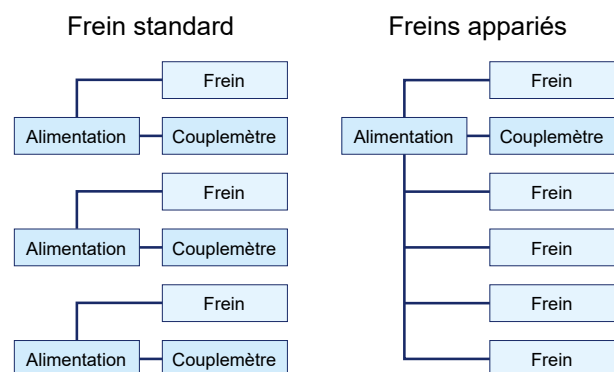 Frein standard
Frein
Alimentation
Couplemètre
Frein
Alimentation
Couplemètre
Frein
Alimentation
Couplemètre
Freins appariés
Frein
Alimentation
Couplemètre
Frein
Frein
Frein
Frein